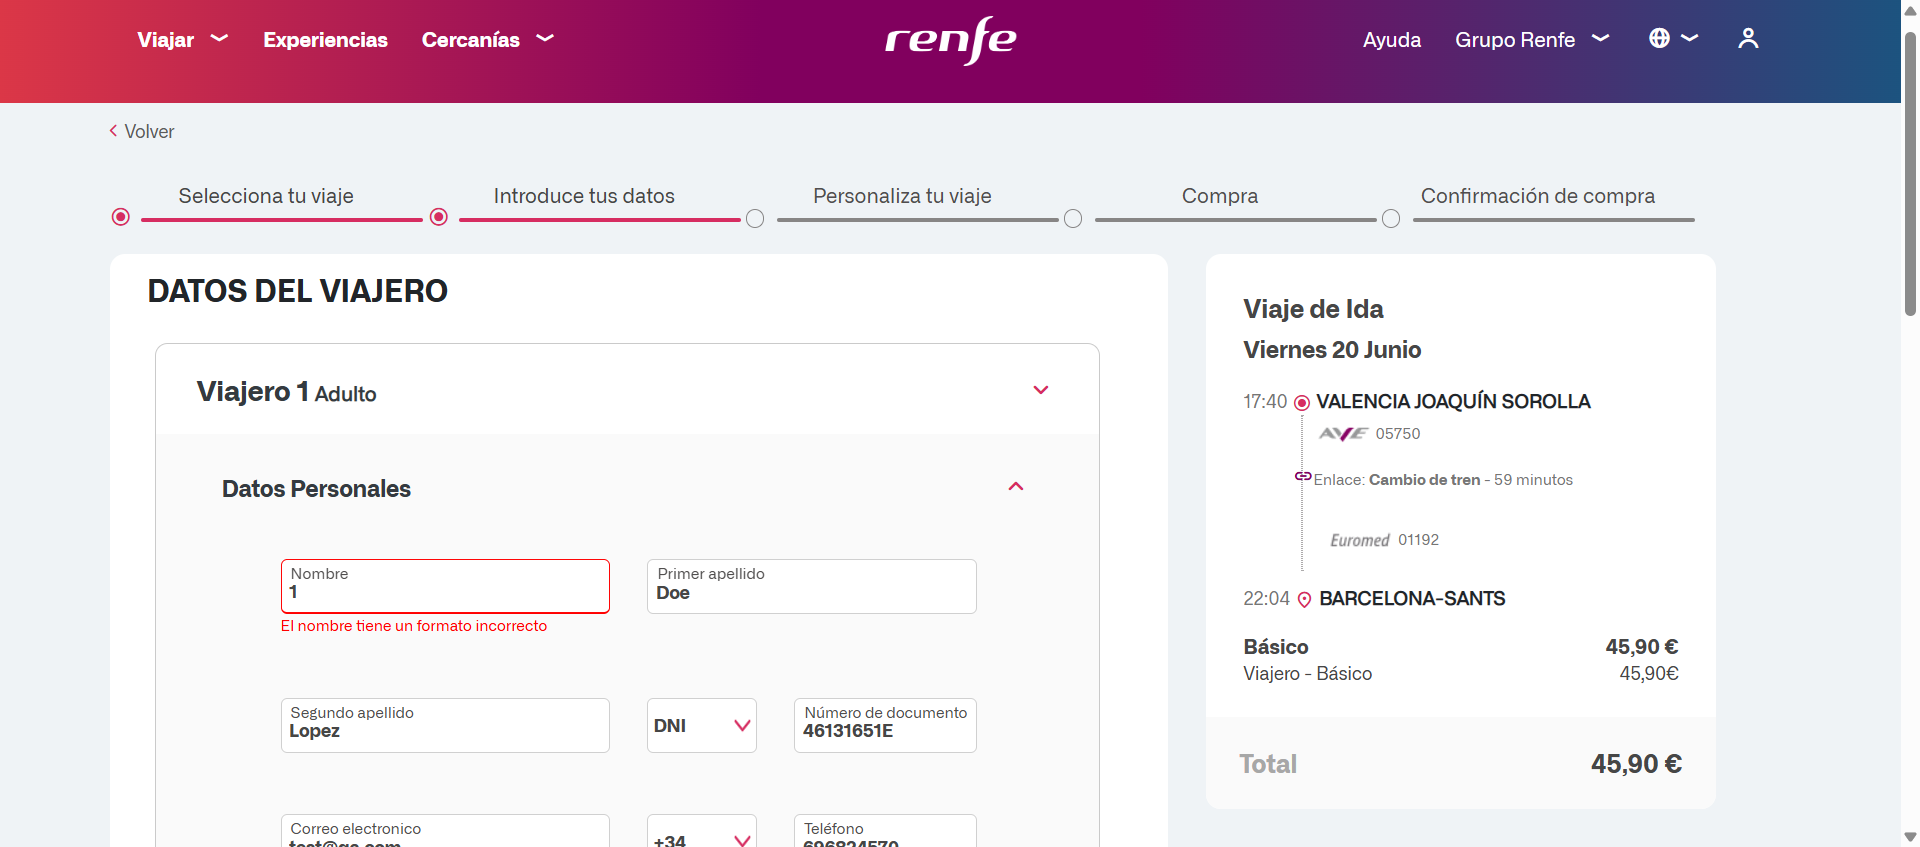 Viajar Experiencias Cercanías renfe Ayuda Grupo Renfe
Volver
Selecciona tu viaje Introduce tus datos Personaliza tu viaje Compra Confirmación de compra
DATOS DEL VIAJERO
Viajero 1 Adulto
Datos Personales
Nombre
1
El nombre tiene un formato incorrecto
Primer apellido
Doe
Segundo apellido
Lopez
DNI
Número de documento
46131651E
Correo electronico
test@qa.com
+34
Teléfono
696824570
Viaje de Ida
Viernes 20 Junio
17:40 VALENCIA JOAQUÍN SOROLLA
AVE 05750
Enlace: Cambio de tren - 59 minutos
Euromed 01192
22:04 BARCELONA-SANTS
Básico 45,90 €
Viajero - Básico 45,90€
Total 45,90 €